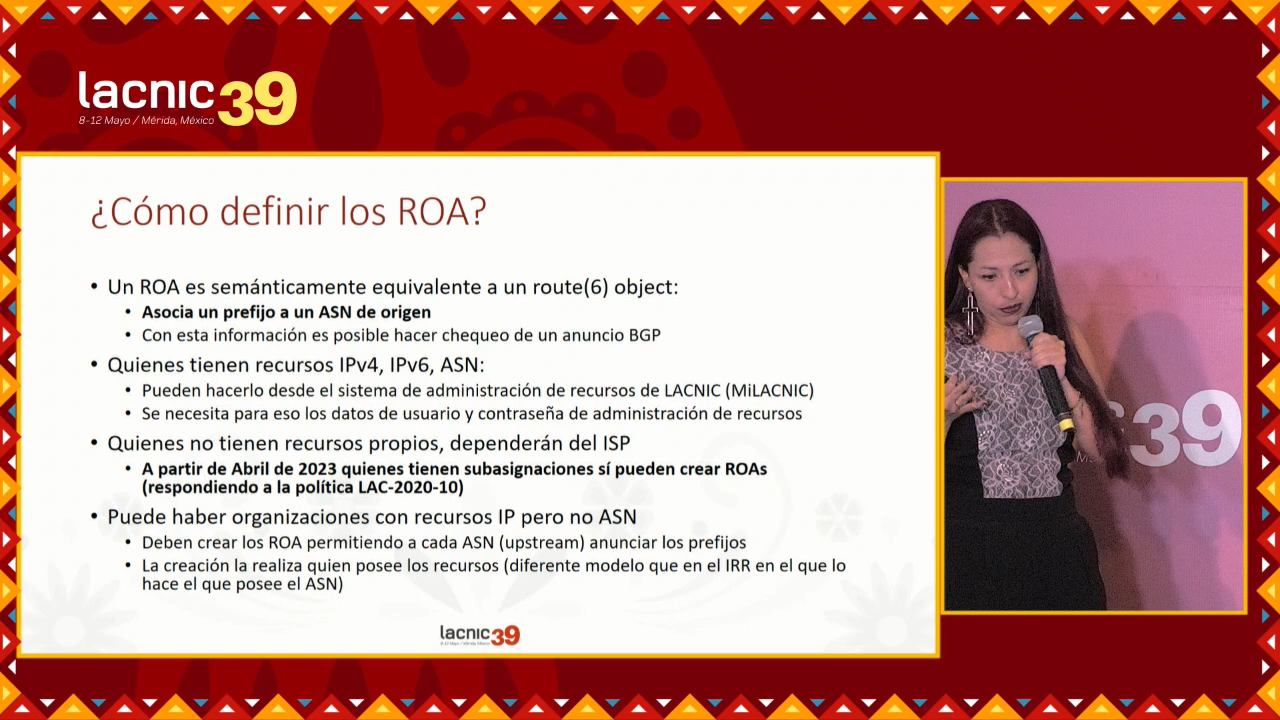 lacnic39
8-12 Mayo / Mérida, México
¿Cómo definir los ROA?
• Un ROA es semánticamente equivalente a un route(6) object:
• Asocia un prefijo a un ASN de origen
• Con esta información es posible hacer chequeo de un anuncio BGP
• Quienes tienen recursos IPv4, IPv6, ASN:
• Pueden hacerlo desde el sistema de administración de recursos de LACNIC (MiLACNIC)
• Se necesita para eso los datos de usuario y contraseña de administración de recursos
• Quienes no tienen recursos propios, dependerán del ISP
• A partir de Abril de 2023 quienes tienen subasignaciones sí pueden crear ROAs
(respondiendo a la política LAC-2020-10)
• Puede haber organizaciones con recursos IP pero no ASN
• Deben crear los ROA permitiendo a cada ASN (upstream) anunciar los prefijos
• La creación la realiza quien posee los recursos (diferente modelo que en el IRR en el que lo
hace el que posee el ASN)
lacnic39
8-12 Mayo / Mérida, México
39